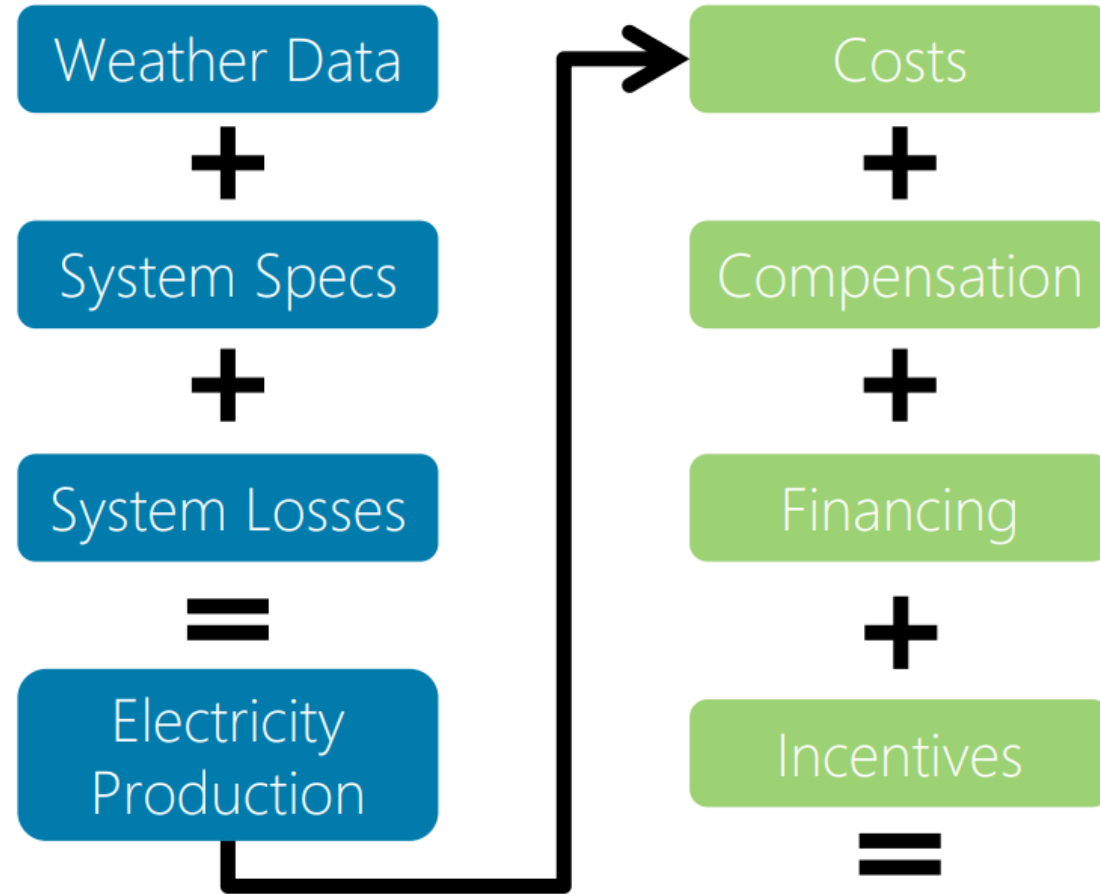 Weather Data
+
System Specs
+
System Losses
=
Electricity
Production
Costs
+
Compensation
+
Financing
+
Incentives
=